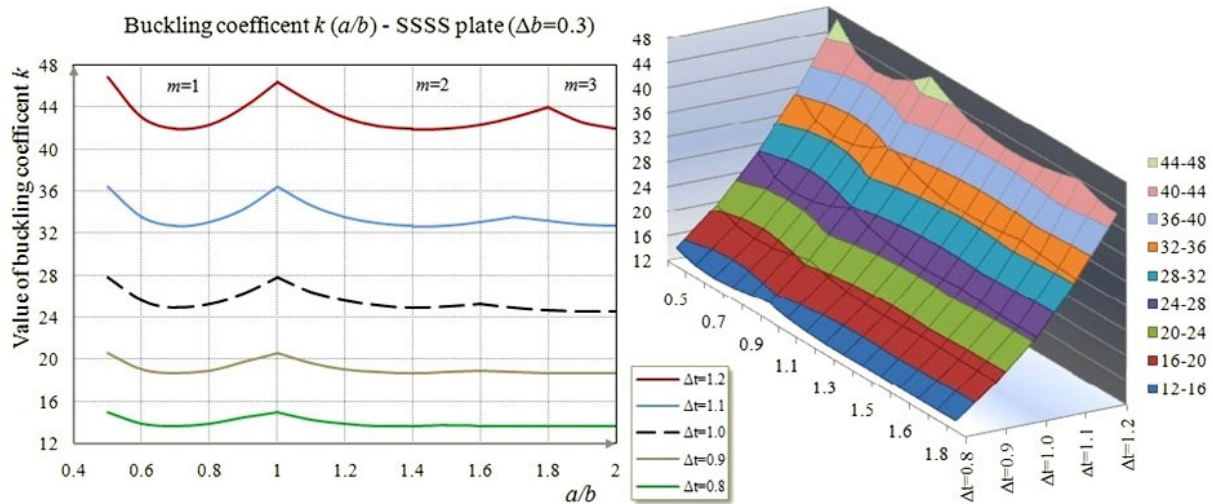 Buckling coefficent k (a/b) - SSSS plate (Δb=0.3)
Value of buckling coefficent k
48
44
40
36
32
28
24
20
16
12
m=1
m=2
m=3
0.4
0.6
0.8
1
1.2
1.4
1.6
1.8
2
a/b
Δt=1.2
Δt=1.1
Δt=1.0
Δt=0.9
Δt=0.8
48
44
40
36
32
28
24
20
16
12
0.5
0.7
0.9
1.1
1.3
1.5
1.6
1.8
Δt=0.8
Δt=0.9
Δt=1.0
Δt=1.1
Δt=1.2
44-48
40-44
36-40
32-36
28-32
24-28
20-24
16-20
12-16